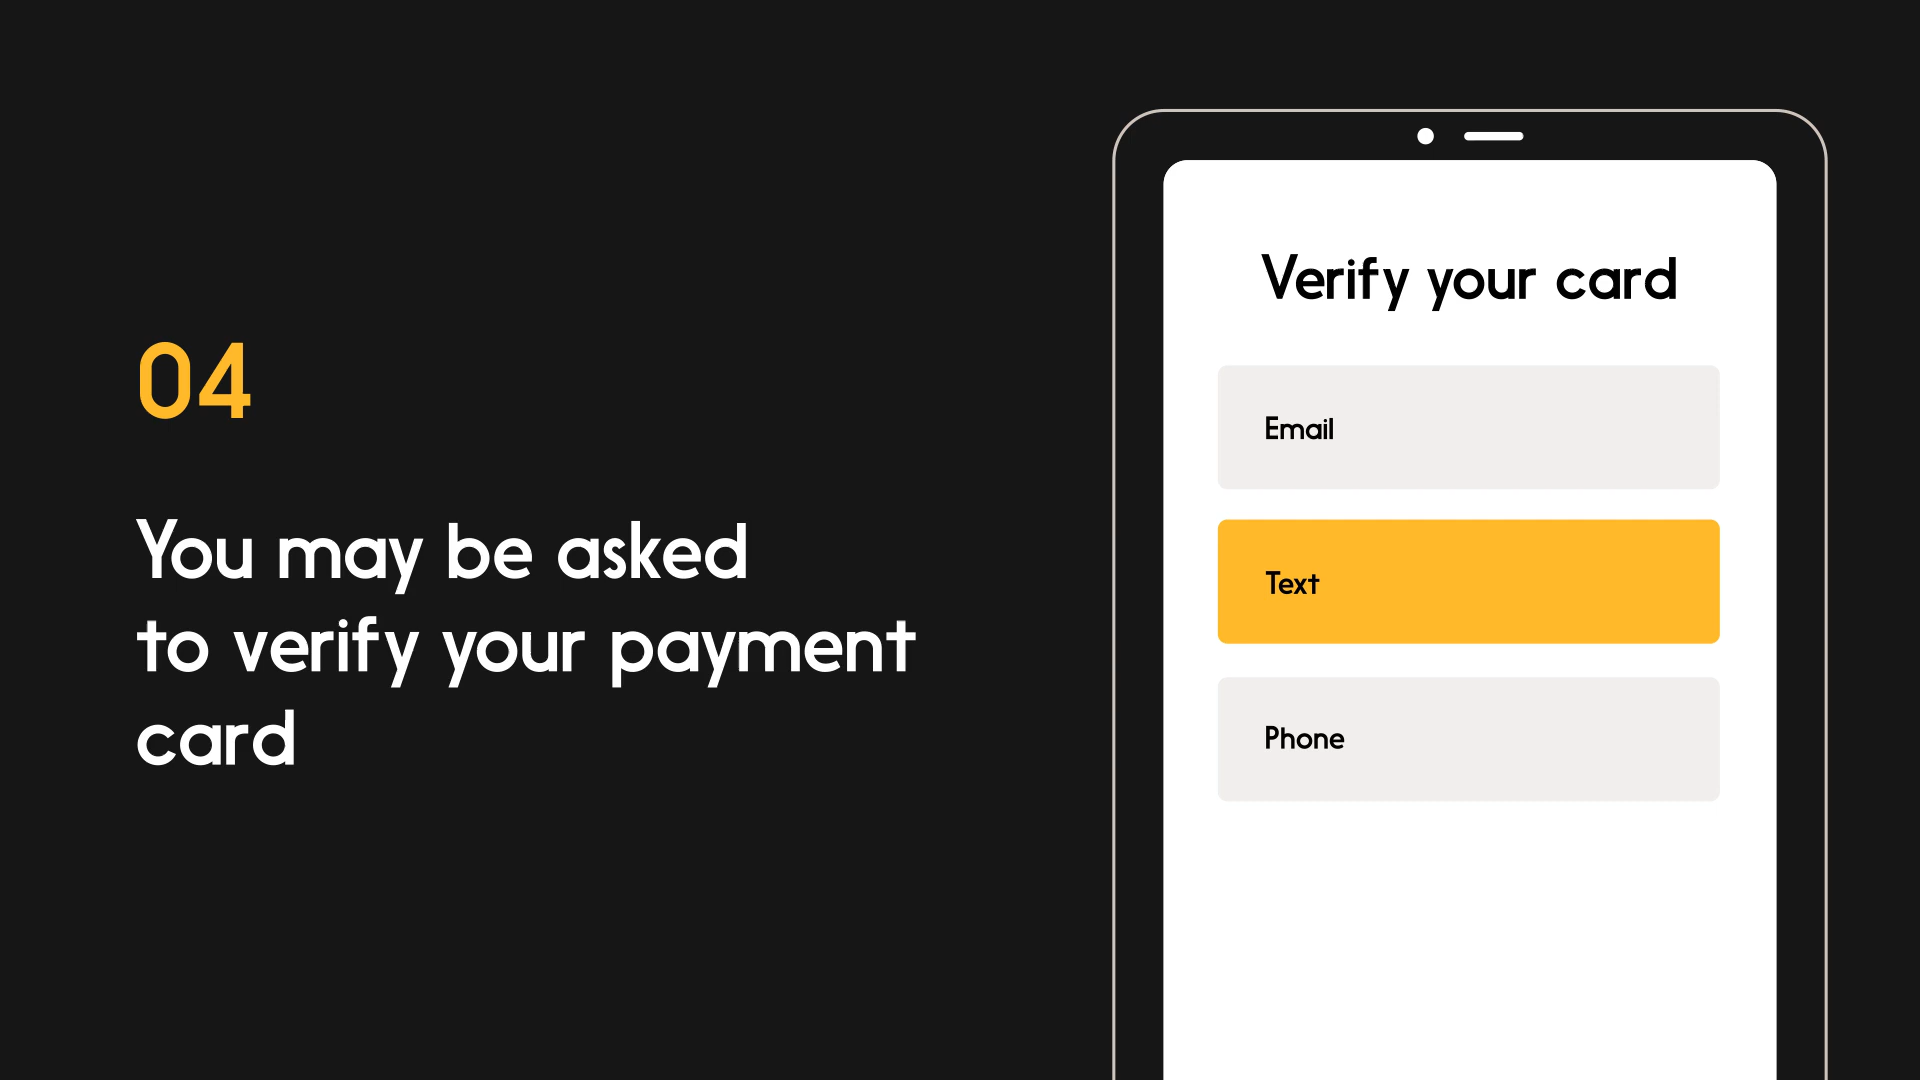 04
You may be asked
to verify your payment
card
Verify your card
Email
Text
Phone